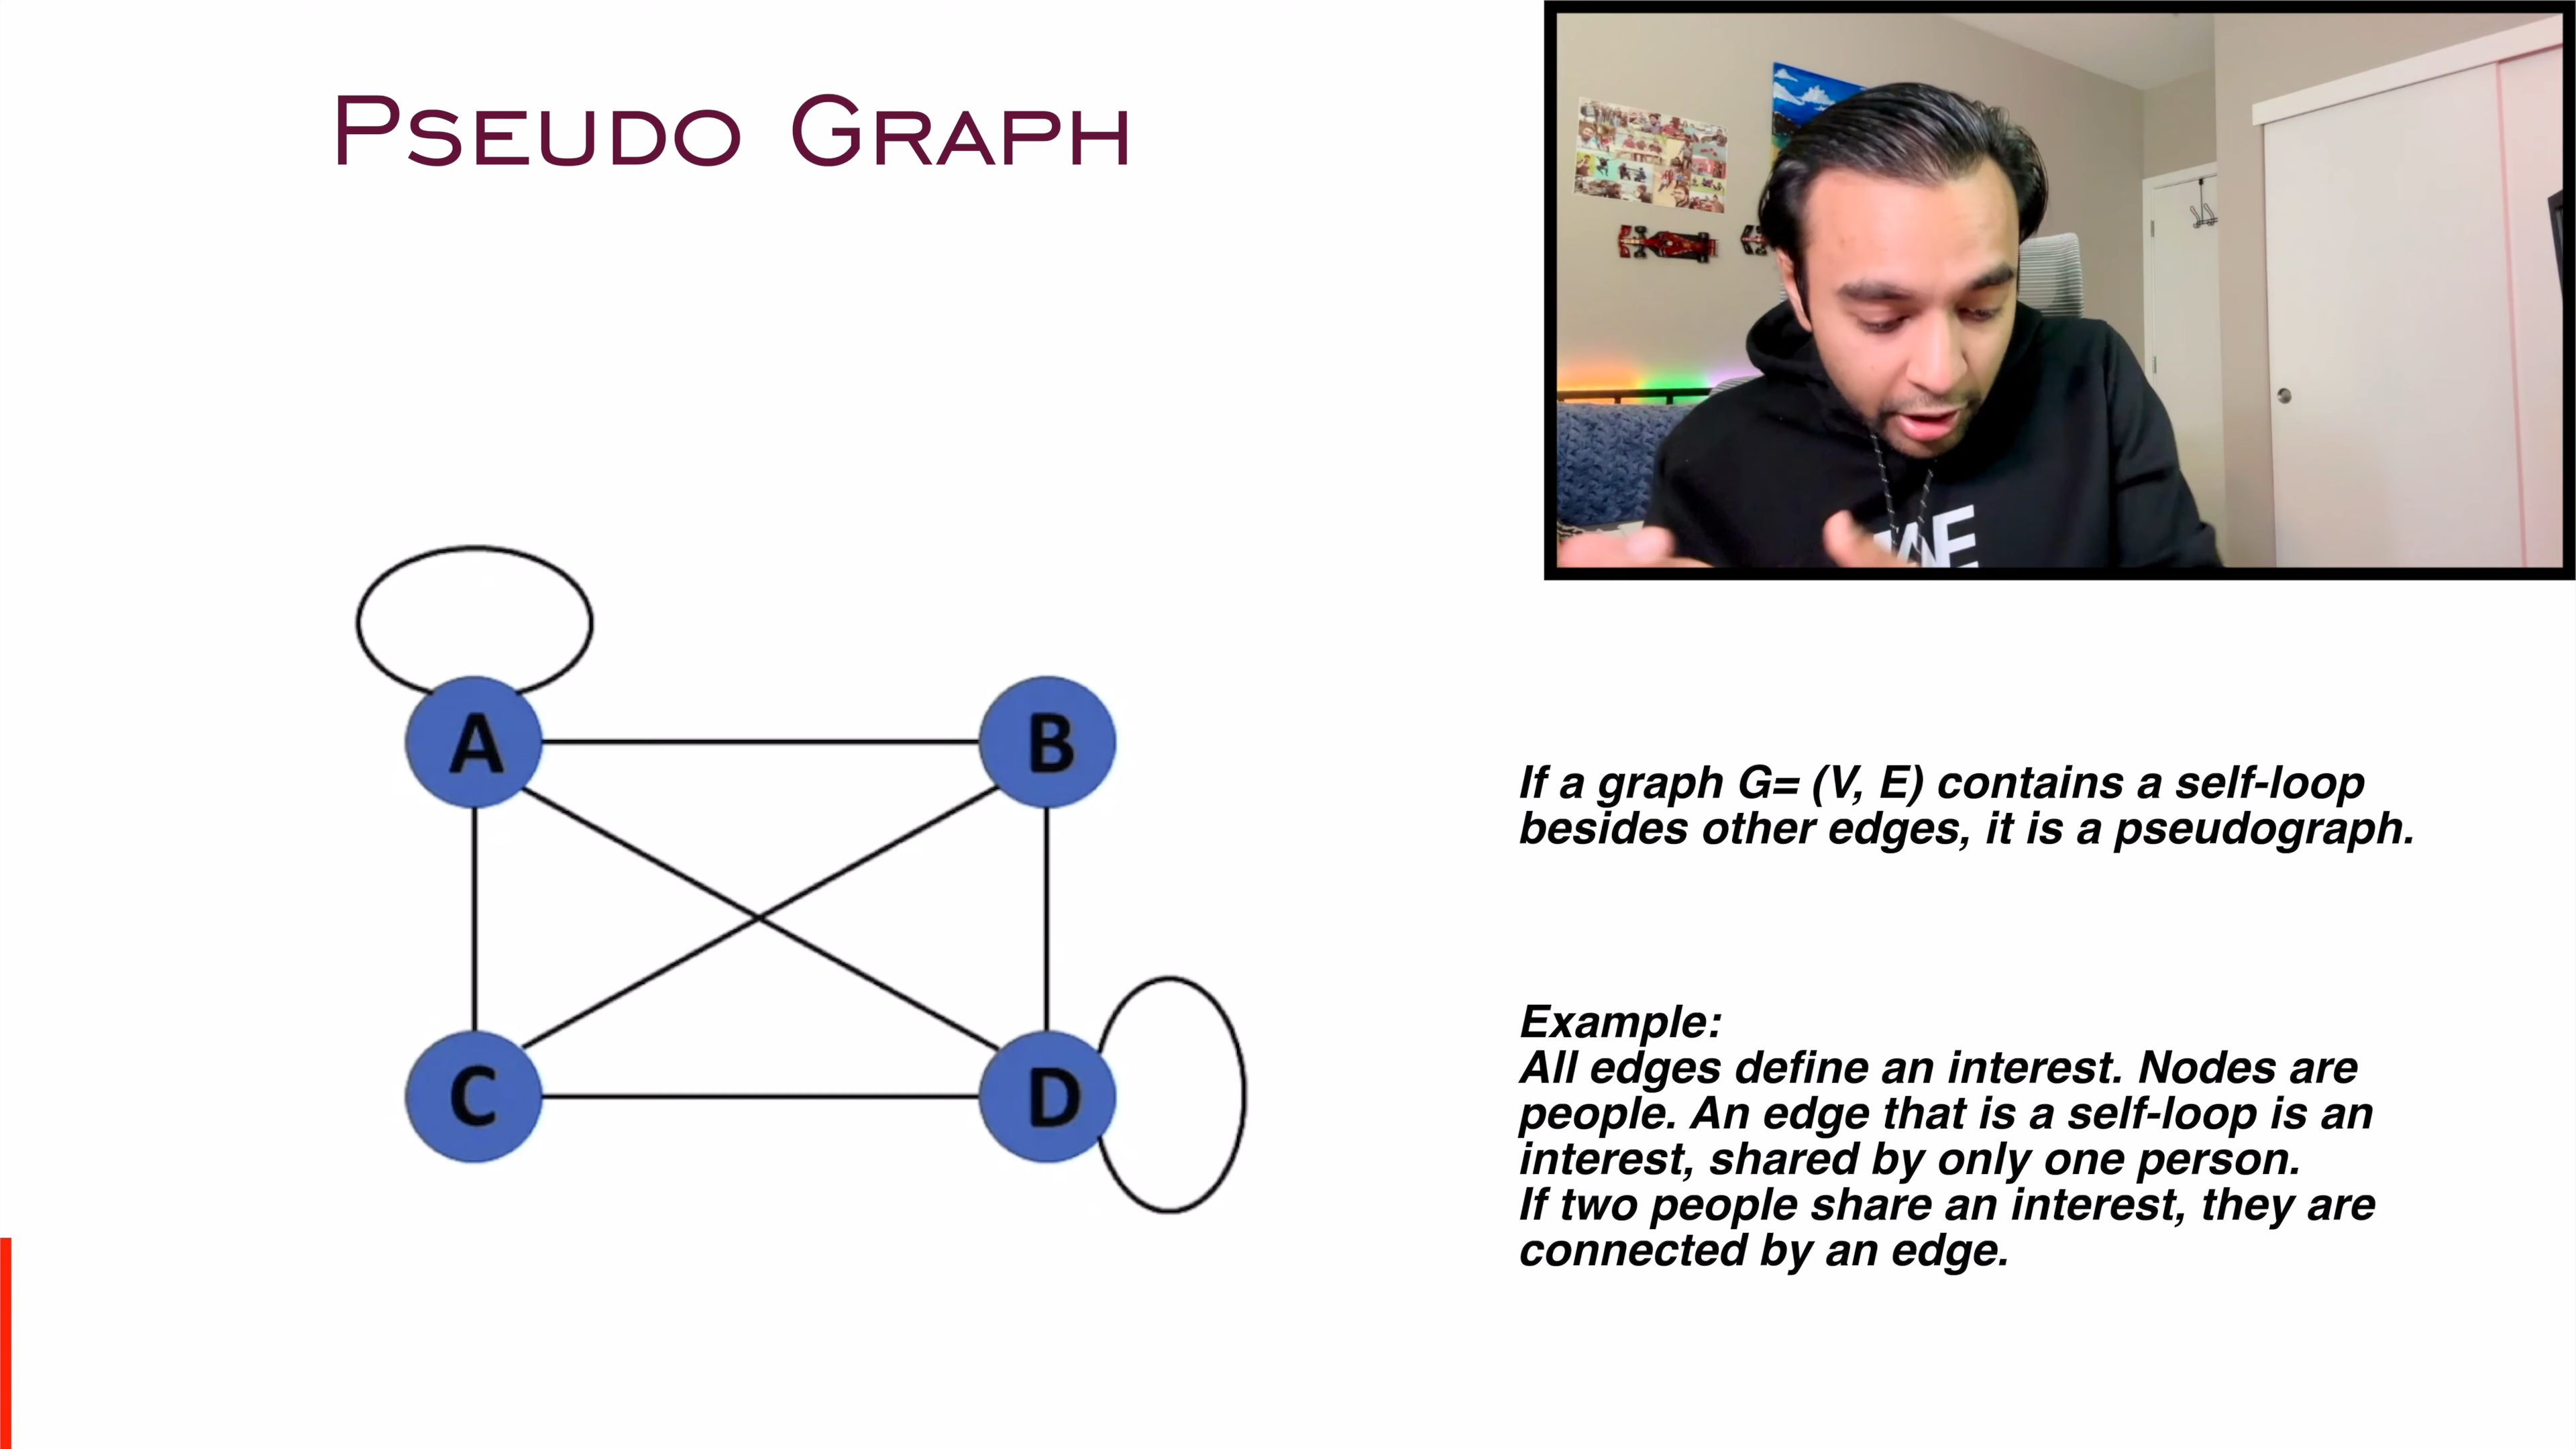 PSEUDO GRAPH
A
B
C
D
If a graph G= (V, E) contains a self-loop
besides other edges, it is a pseudograph.
Example:
All edges define an interest. Nodes are
people. An edge that is a self-loop is an
interest, shared by only one person.
If two people share an interest, they are
connected by an edge.